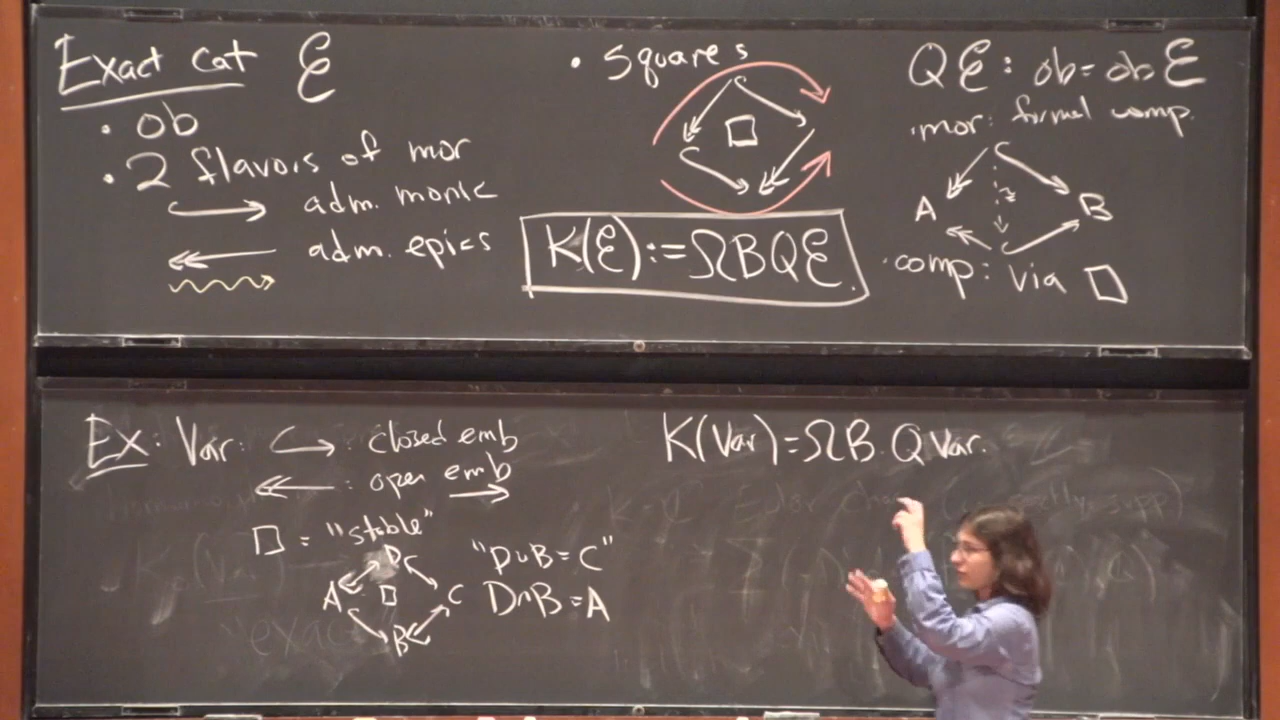 Exact cat ℰ
• ob
• 2 flavors of mor
↪ adm. monic
↞ adm. epics
• squares
□
K(ℰ) := ΩBQℰ.
Qℰ: ob = obℰ
• mor: formal comp.
A B
• comp: via □
Ex: Var: ↪ : closed emb
← : open emb →
□ = "stable"
D
A □ C
B
"D∪B = C"
D∩B = A
K(Var) = ΩB Q Var.